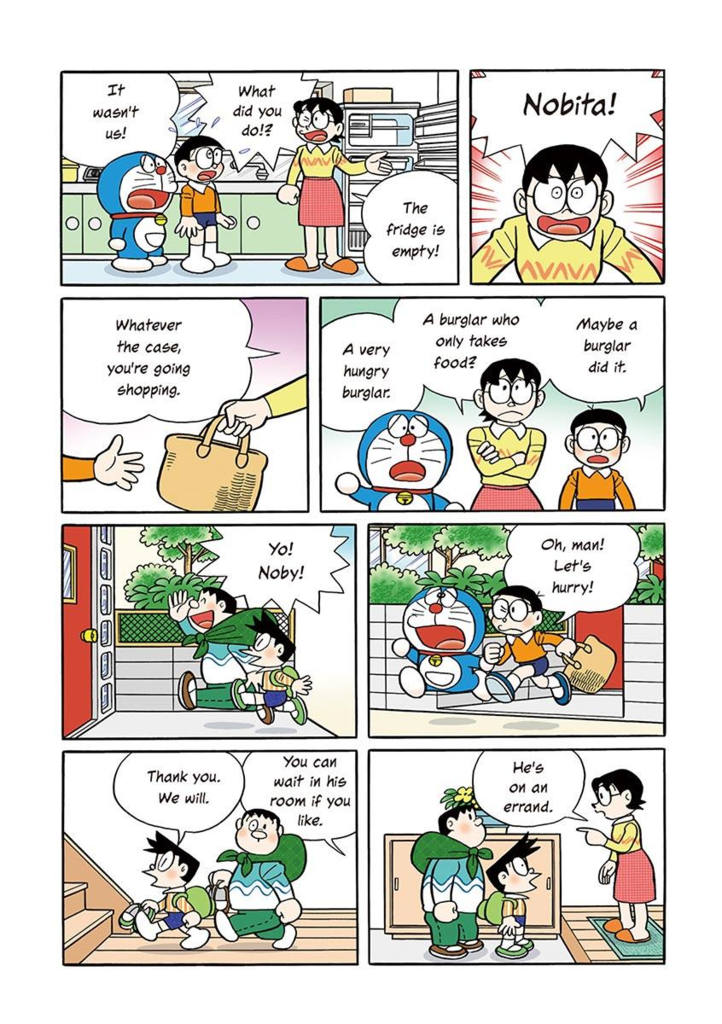 Nobita!
The
fridge is
empty!
What
did you
do!?
It
wasn't
us!
Maybe a
burglar
did it.
A burglar who
only takes
food?
A very
hungry
burglar.
Whatever
the case,
you're going
shopping.
Oh, man!
Let's
hurry!
Yo!
Noby!
He's
on an
errand.
You can
wait in his
room if you
like.
Thank you.
We will.